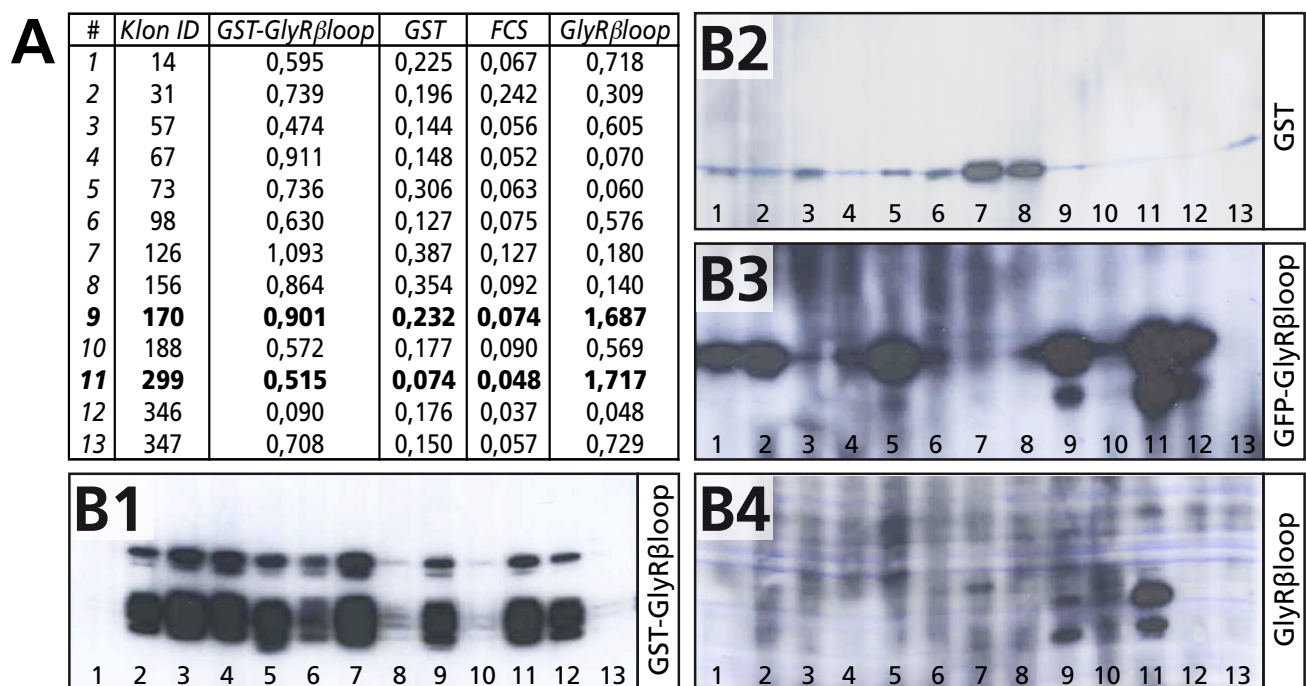 A
# Klon ID GST-GlyRβloop GST FCS GlyRβloop
1 14 0,595 0,225 0,067 0,718
2 31 0,739 0,196 0,242 0,309
3 57 0,474 0,144 0,056 0,605
4 67 0,911 0,148 0,052 0,070
5 73 0,736 0,306 0,063 0,060
6 98 0,630 0,127 0,075 0,576
7 126 1,093 0,387 0,127 0,180
8 156 0,864 0,354 0,092 0,140
9 170 0,901 0,232 0,074 1,687
10 188 0,572 0,177 0,090 0,569
11 299 0,515 0,074 0,048 1,717
12 346 0,090 0,176 0,037 0,048
13 347 0,708 0,150 0,057 0,729
B1
1 2 3 4 5 6 7 8 9 10 11 12 13
GST-GlyRβloop
B2
1 2 3 4 5 6 7 8 9 10 11 12 13
GST
B3
1 2 3 4 5 6 7 8 9 10 11 12 13
GFP-GlyRβloop
B4
1 2 3 4 5 6 7 8 9 10 11 12 13
GlyRβloop